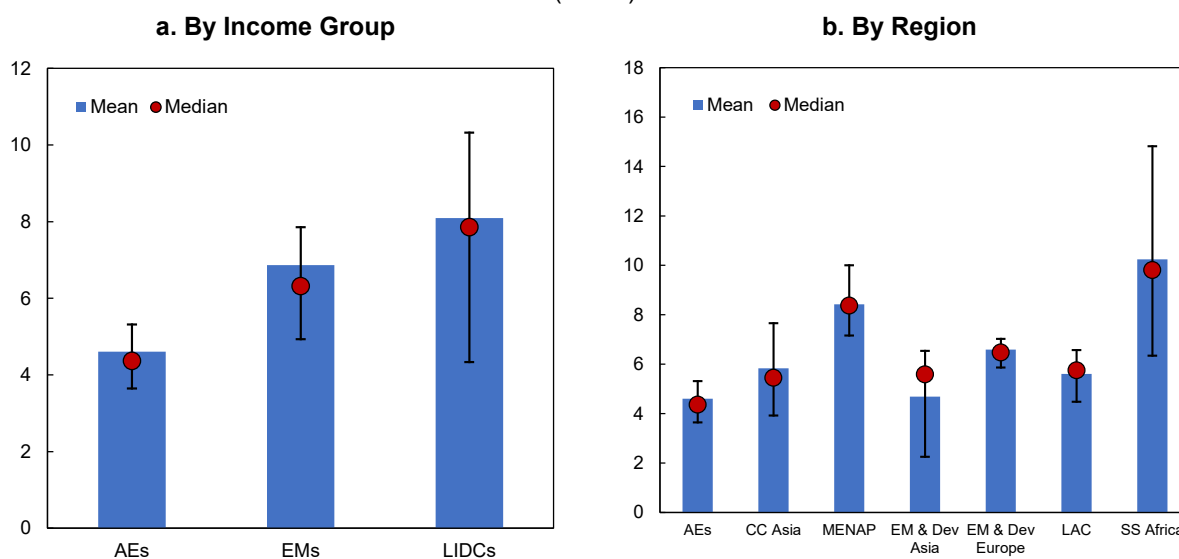 a. By Income Group
12
10
8
6
4
2
0
Mean Median
AEs EMs LIDCs
b. By Region
18
16
14
12
10
8
6
4
2
0
Mean Median
AEs CC Asia MENAP EM & Dev EM & Dev LAC SS Africa
Asia Europe